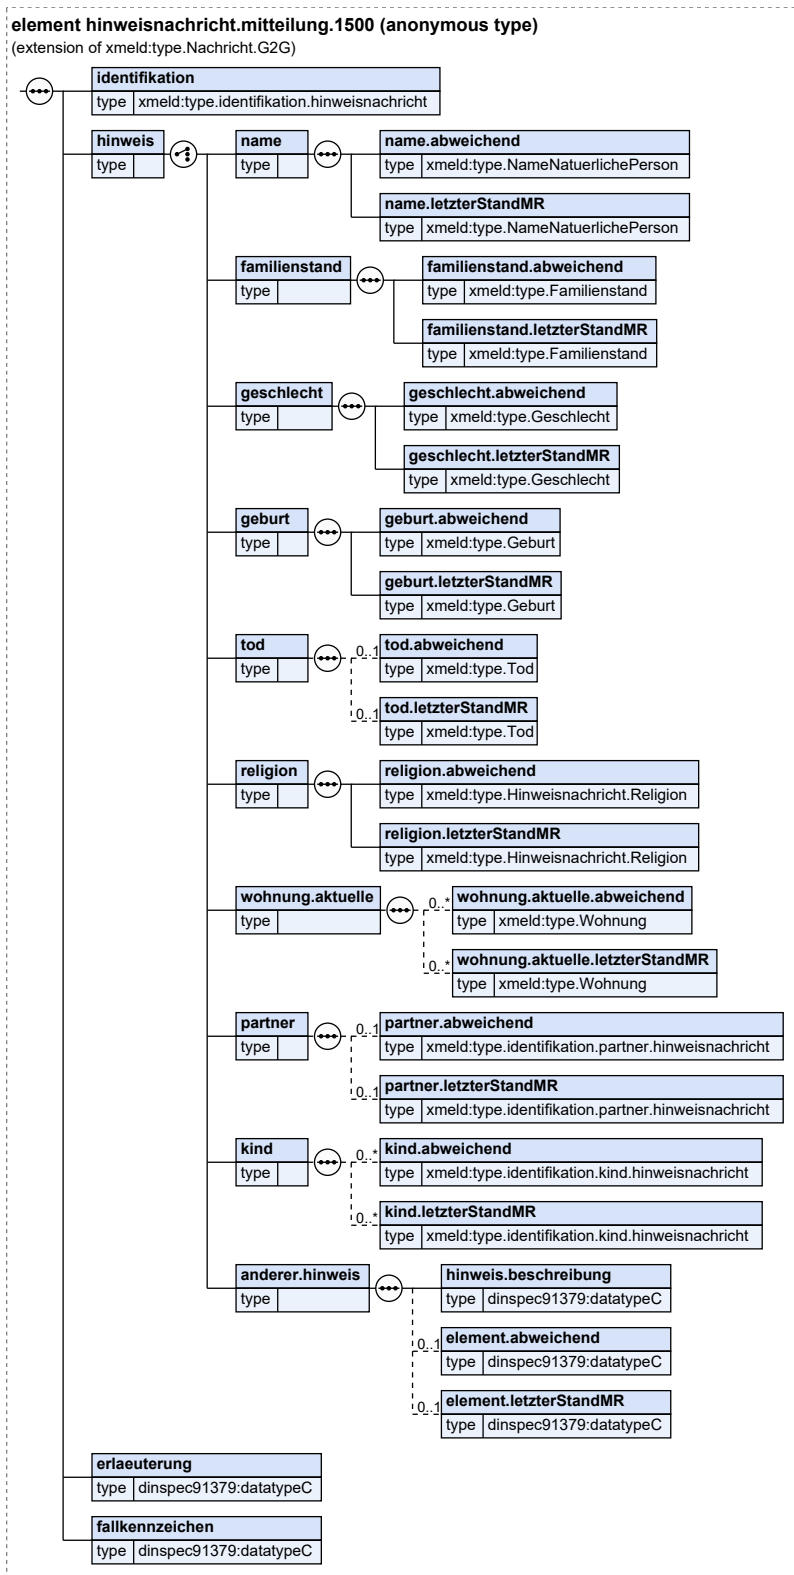 element hinweisnachricht.mitteilung.1500 (anonymous type)
(extension of xmeld:type.Nachricht.G2G)
identifikation
type xmeld:type.identifikation.hinweisnachricht
hinweis
type
name
type
name.abweichend
type xmeld:type.NameNatuerlichePerson
name.letzterStandMR
type xmeld:type.NameNatuerlichePerson
familienstand
type
familienstand.abweichend
type xmeld:type.Familienstand
familienstand.letzterStandMR
type xmeld:type.Familienstand
geschlecht
type
geschlecht.abweichend
type xmeld:type.Geschlecht
geschlecht.letzterStandMR
type xmeld:type.Geschlecht
geburt
type
geburt.abweichend
type xmeld:type.Geburt
geburt.letzterStandMR
type xmeld:type.Geburt
tod
type
0..1
tod.abweichend
type xmeld:type.Tod
0..1
tod.letzterStandMR
type xmeld:type.Tod
religion
type
religion.abweichend
type xmeld:type.Hinweisnachricht.Religion
religion.letzterStandMR
type xmeld:type.Hinweisnachricht.Religion
wohnung.aktuelle
type
0..*
wohnung.aktuelle.abweichend
type xmeld:type.Wohnung
0..*
wohnung.aktuelle.letzterStandMR
type xmeld:type.Wohnung
partner
type
0..1
partner.abweichend
type xmeld:type.identifikation.partner.hinweisnachricht
0..1
partner.letzterStandMR
type xmeld:type.identifikation.partner.hinweisnachricht
kind
type
0..*
kind.abweichend
type xmeld:type.identifikation.kind.hinweisnachricht
0..*
kind.letzterStandMR
type xmeld:type.identifikation.kind.hinweisnachricht
anderer.hinweis
type
hinweis.beschreibung
type dinspec91379:datatypeC
0..1
element.abweichend
type dinspec91379:datatypeC
0..1
element.letzterStandMR
type dinspec91379:datatypeC
erlaeuterung
type dinspec91379:datatypeC
fallkennzeichen
type dinspec91379:datatypeC